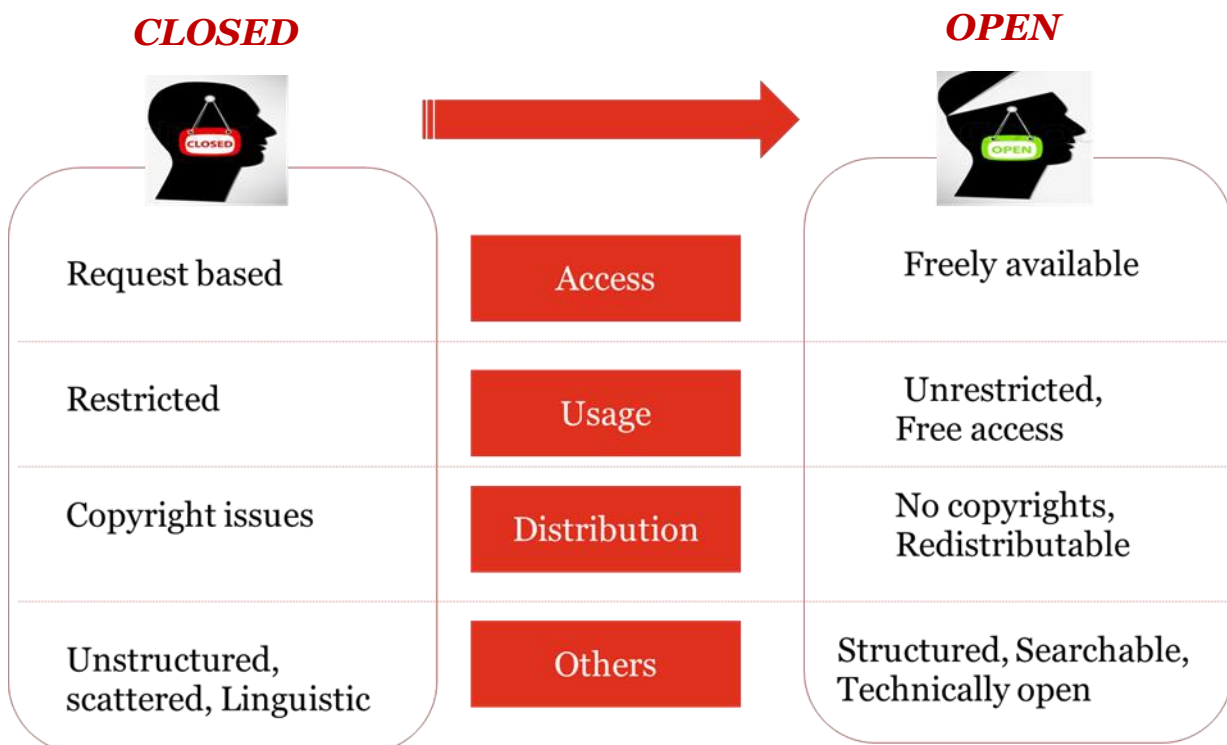 CLOSED
OPEN
CLOSED
OPEN
Request based
Access
Freely available
Restricted
Usage
Unrestricted,
Free access
Copyright issues
Distribution
No copyrights,
Redistributable
Unstructured,
scattered, Linguistic
Others
Structured, Searchable,
Technically open